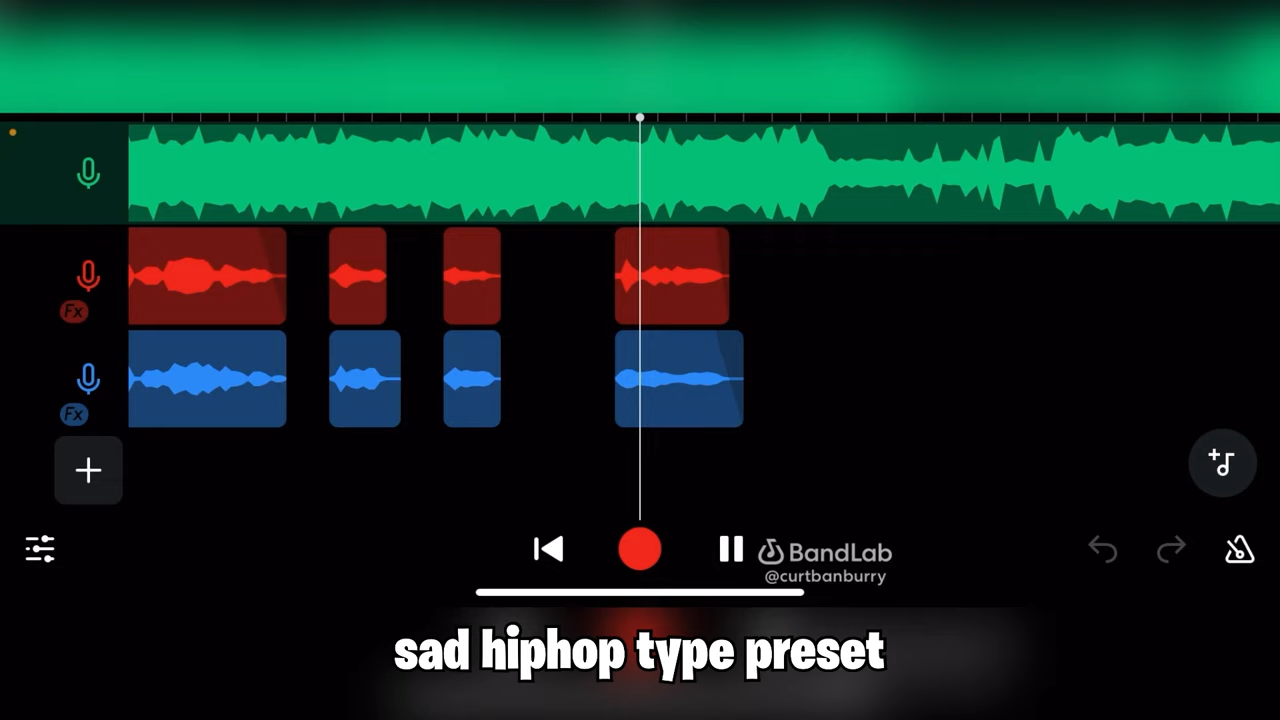 Fx
Fx
BandLab
@curtbanburry
sad hiphop type preset